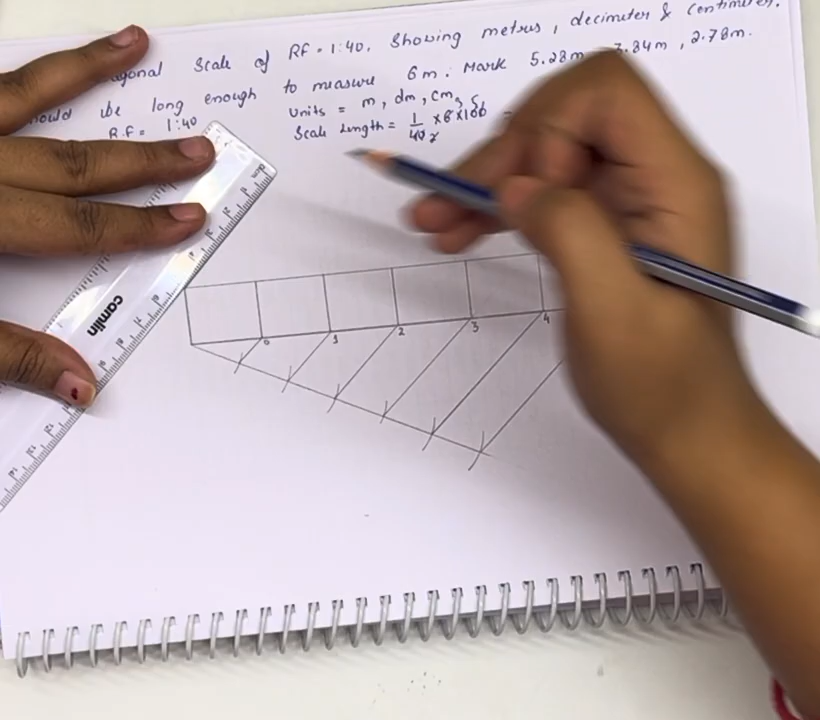 Scale of RF = 1:40. Showing metres, decimeter & centimeter.
be long enough to measure 6m. Mark 5.28m 3.84m, 2.78m.
R.F = 1:40
Units = m, dm, cm
Scale Length = 1/40 × 6 × 100 =
0 1 2 3 4
camlin